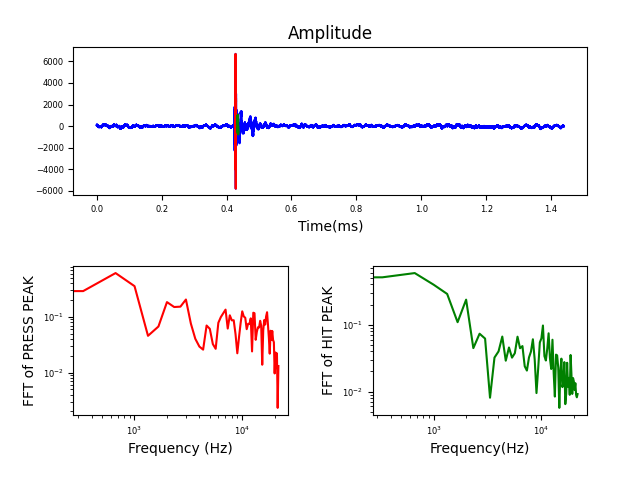 Amplitude
6000
4000
2000
0
−2000
−4000
−6000
0.0 0.2 0.4 0.6 0.8 1.0 1.2 1.4
Time(ms)
FFT of PRESS PEAK
10⁻¹
10⁻²
10³ 10⁴
Frequency (Hz)
FFT of HIT PEAK
10⁻¹
10⁻²
10³ 10⁴
Frequency(Hz)